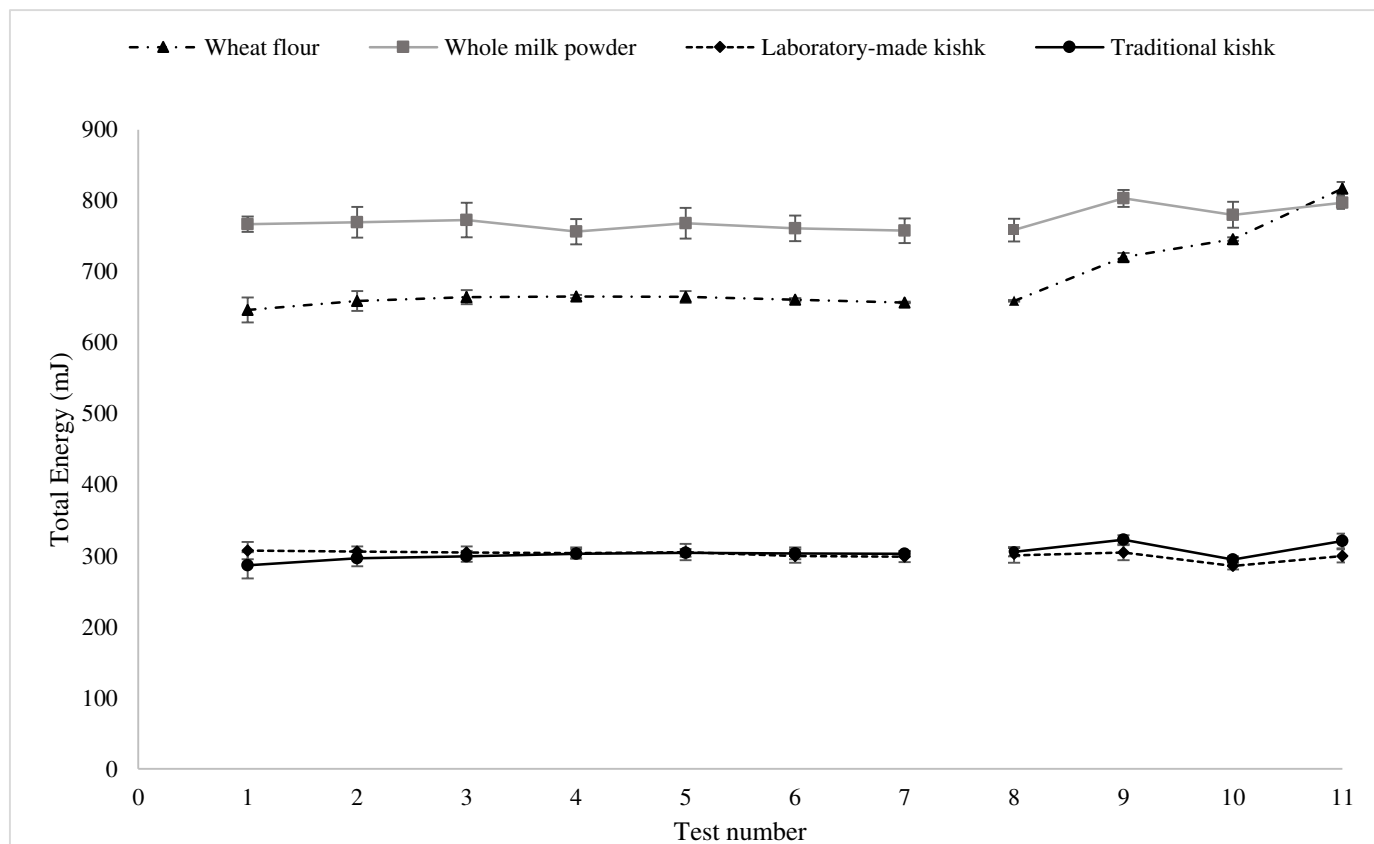 Wheat flour Whole milk powder Laboratory-made kishk Traditional kishk
900
800
700
600
500
400
300
200
100
0
Total Energy (mJ)
0 1 2 3 4 5 6 7 8 9 10 11
Test number